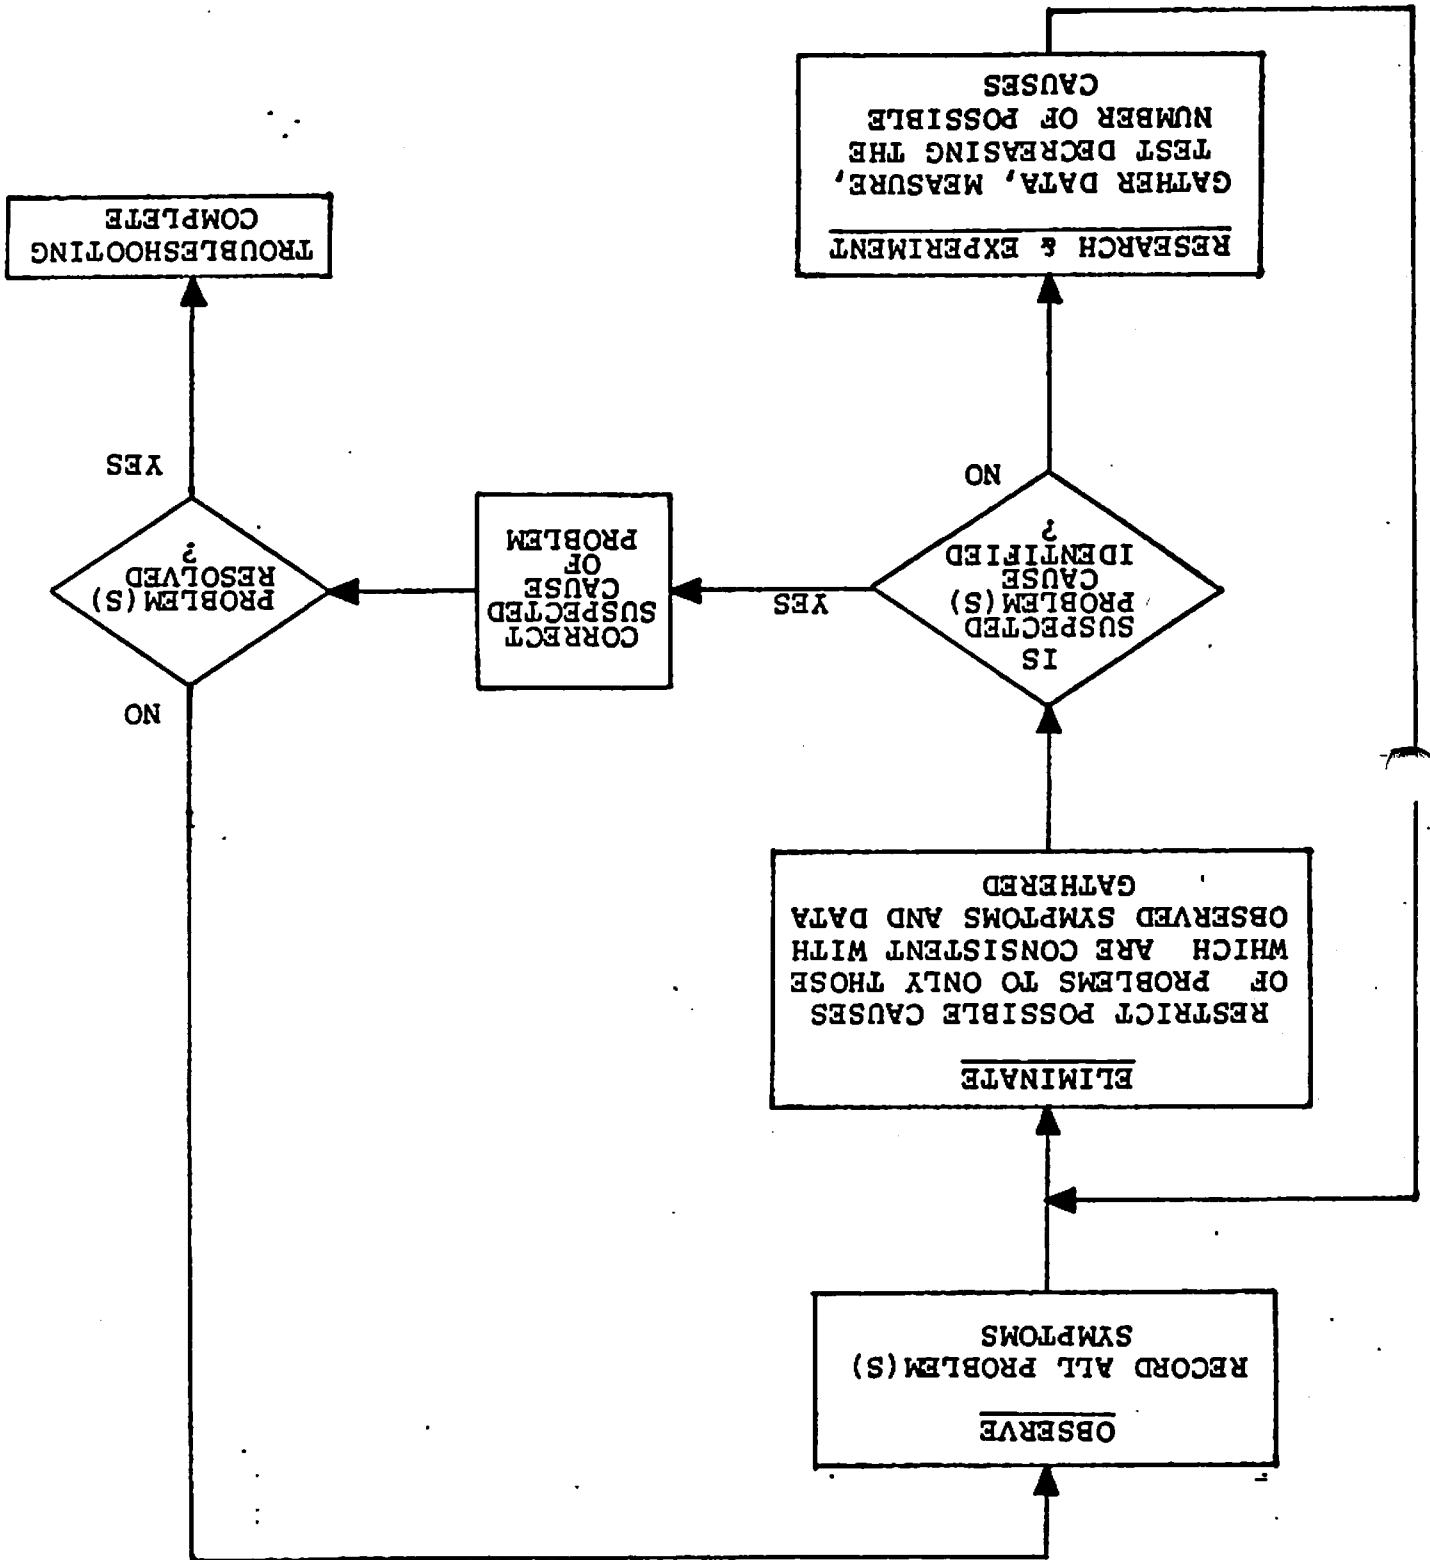 OBSERVE
RECORD ALL PROBLEM(S)
SYMPTOMS
ELIMINATE
RESTRICT POSSIBLE CAUSES
OF PROBLEMS TO ONLY THOSE
WHICH ARE CONSISTENT WITH
OBSERVED SYMPTOMS AND DATA
GATHERED
IS
SUSPECTED
PROBLEM(S)
CAUSE
IDENTIFIED
?
YES
NO
CORRECT
SUSPECTED
CAUSE
OF
PROBLEM
PROBLEM(S)
RESOLVED
?
NO
YES
RESEARCH & EXPERIMENT
GATHER DATA, MEASURE,
TEST DECREASING THE
NUMBER OF POSSIBLE
CAUSES
TROUBLESHOOTING
COMPLETE